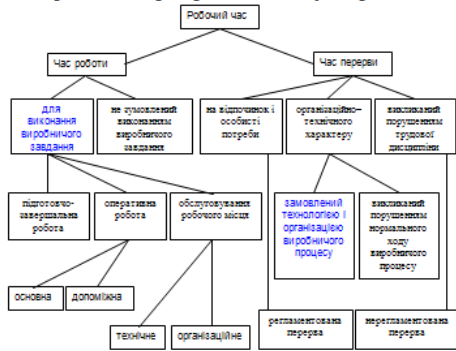 Робочий час
Час роботи
Час перерви
для
виконання
виробничого
завдання
не зумовлений
виконанням
виробничого
завдання
на відпочинок і
особисті
потреби
організаційно–
технічного
характеру
викликаний
порушенням
трудової
дисципліни
підготовчо-
завершальна
робота
оперативна
робота
обслуговування
робочого місця
замовлений
технологією і
організацією
виробничого
процесу
викликаний
порушенням
нормального
ходу
виробничого
процесу
основна
допоміжна
технічне
організаційне
регламентована
перерва
нерегламентована
перерва